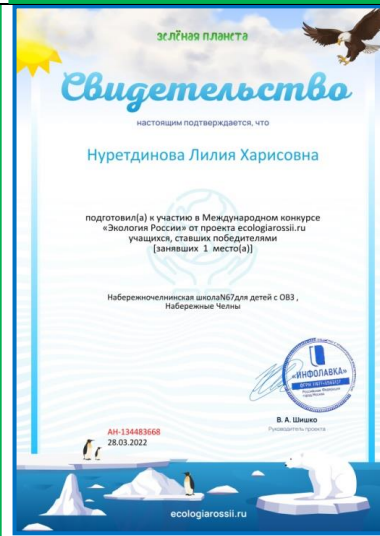 зелёная планета
Свидетельство
настоящим подтверждается, что
Нуретдинова Лилия Харисовна
подготовил(а) к участию в Международном конкурсе
«Экология России» от проекта ecologiarossii.ru
учащихся, ставших победителями
[занявших 1 место(а)]
Набережночелнинская школаN67для детей с ОВЗ ,
Набережные Челны
«ИНФОЛАВКА»
В. А. Шишко
Руководитель проекта
АН-134483668
28.03.2022
ecologiarossii.ru